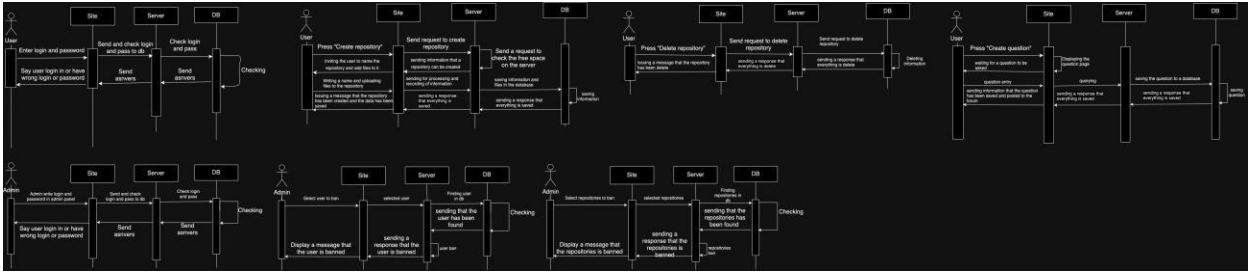 Site
Server
DB
User
Enter login and password
Send and check login
and pass to db
Check login
and pass
Checking
Say user login in or have
wrong login or password
Send
asnvers
Send
asnvers
Site
Server
DB
User
Press "Create repository"
Send request to create
repository
Send a request to
check the free space
on the server
Inviting the user to name the
repository and add files to it
sending information that a
repository can be created
Writing a name and uploading
files to the repository
sending for processing and
recording of information
saving information and
files in the database
saving
information
Issuing a message that the repository
has been created and the data has been
saved
sending a response
that everything is
saved
sending a response that
everything is saved
Site
Server
DB
User
Press "Delete repository"
Send request to delete
repository
Send request to delete
repository
Deleting
information
Issuing a message that the repository
has been delete
sending a response that
everything is delete
sending a response that
everything is delete
Site
Server
DB
User
Press "Create question"
Displaying the
question page
waiting for a question to be
asked
question entry
querying
saving the question to a database
saving
question
sending information that the question
has been saved and posted to the
forum
sending a response that
everything is saved
sending a response that
everything is saved
Site
Server
DB
Admin
Admin write login and
password in admin panel
Send and check
login and pass to db
Check login
and pass
Checking
Say user login in or have
wrong login or password
Send
asnvers
Send
asnvers
Site
Server
DB
Admin
Select user to ban
selected user
Finding user
in db
Checking
sending that the
user has been
found
user ban
Display a message that
the user is banned
sending a
response that the
user is banned
Site
Server
DB
Admin
Select repositories to ban
selected repositories
Finding
repositories in
db
Checking
sending that the
repositories has
been found
repositories
ban
Display a message that
the repositories is banned
sending a
response that the
repositories is
banned